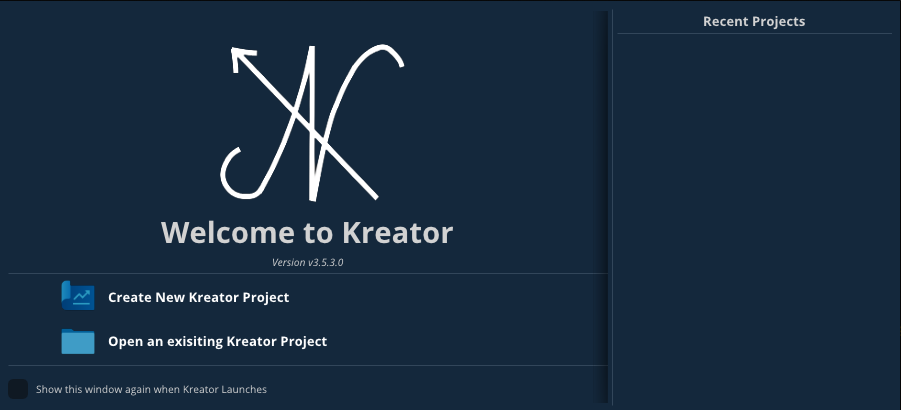 Recent Projects
Welcome to Kreator
Version v3.5.3.0
Create New Kreator Project
Open an exisiting Kreator Project
Show this window again when Kreator Launches